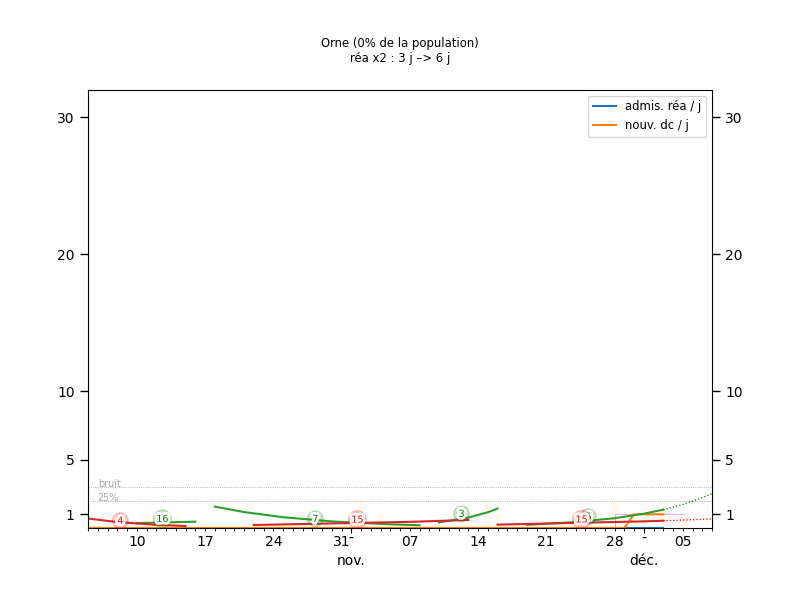 Orne (0% de la population)
réa x2 : 3 j –> 6 j
admis. réa / j
nouv. dc / j
30 30
20 20
10 10
5 5
bruit
25%
1 1
4 16 7 15 3 15
10 17 24 31- 07 14 21 28 - 05
nov. déc.